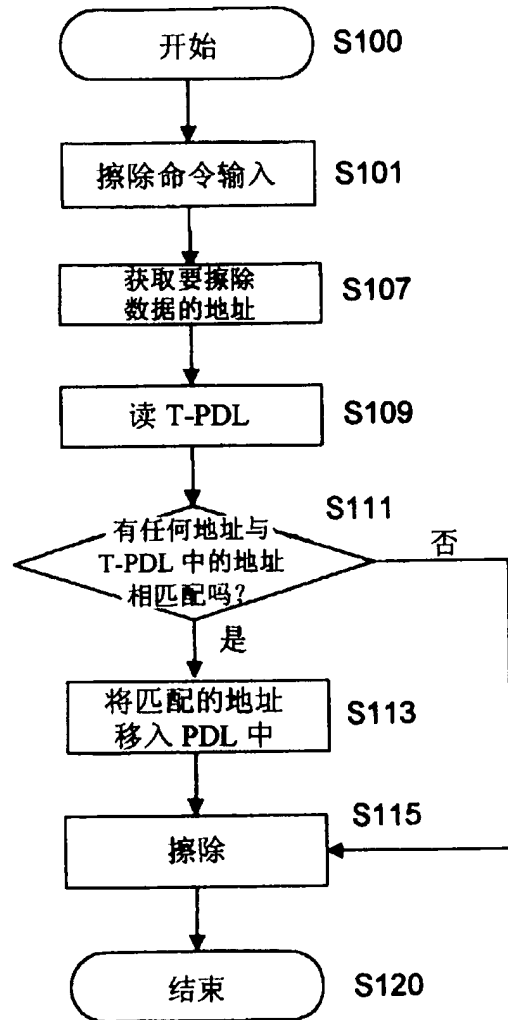 开始 S100
擦除命令输入 S101
获取要擦除
数据的地址 S107
读 T-PDL S109
S111
有任何地址与
T-PDL 中的地址
相匹配吗?
否
是
将匹配的地址
移入 PDL 中 S113
S115
擦除
结束 S120